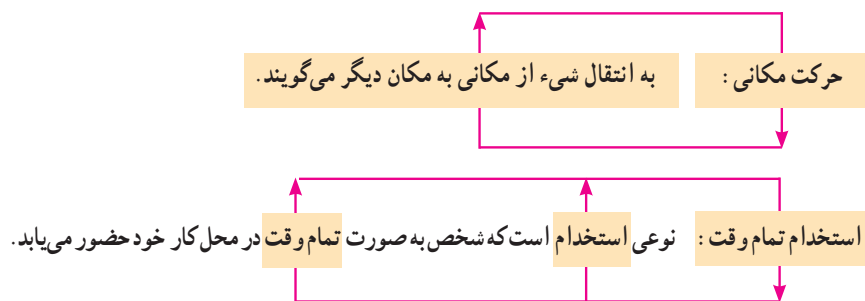 حرکت مکانی : به انتقال شیء از مکانی به مکان دیگر می‌گویند.
استخدام تمام وقت : نوعی استخدام است که شخص به صورت تمام وقت در محل کار خود حضور می‌یابد.